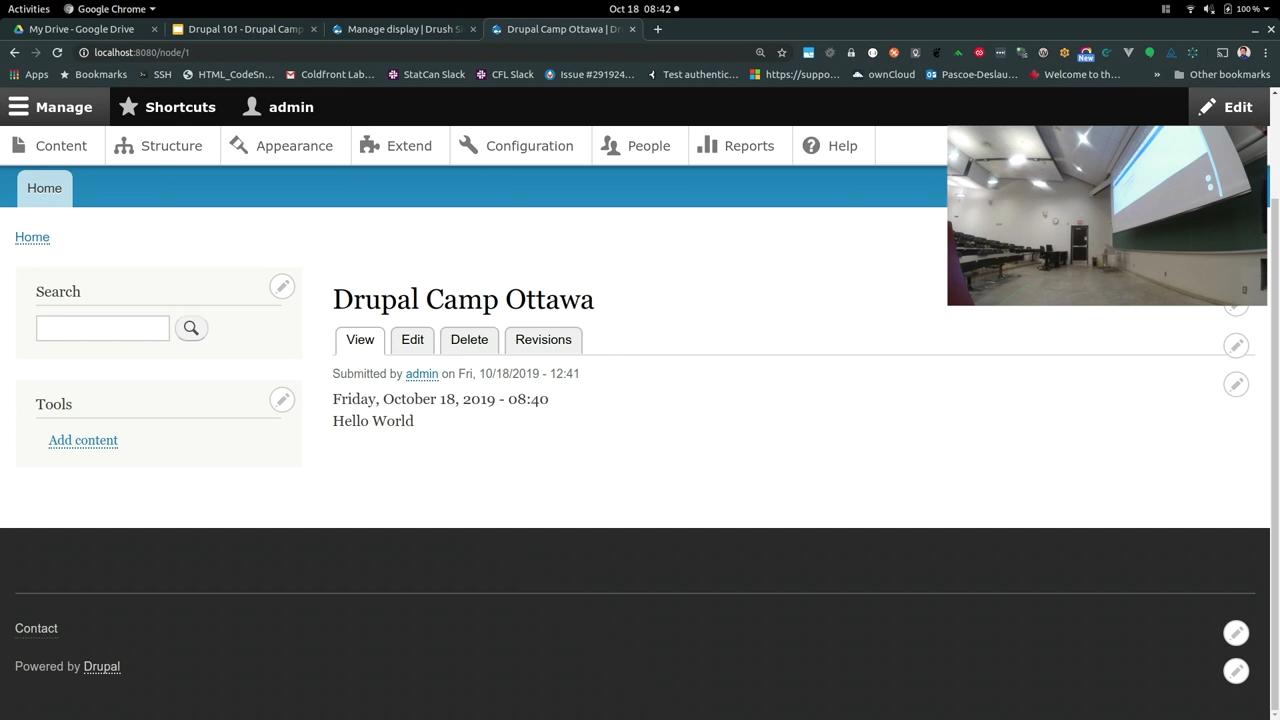 Activities Google Chrome Oct 18 08:42 100 %
My Drive - Google Drive Drupal 101 - Drupal Camp Manage display | Drush S Drupal Camp Ottawa | Dr
localhost:8080/node/1
Apps Bookmarks SSH HTML_CodeSn... ColdFront Lab... StatCan Slack CFL Slack Issue #291924... Test authentic... https://suppo... ownCloud Pascoe-Deslau... Welcome to th... » Other bookmarks
New
Manage Shortcuts admin Edit
Content Structure Appearance Extend Configuration People Reports Help
Home
Home
Search
Tools
Add content
Drupal Camp Ottawa
View Edit Delete Revisions
Submitted by admin on Fri, 10/18/2019 - 12:41
Friday, October 18, 2019 - 08:40
Hello World
Contact
Powered by Drupal